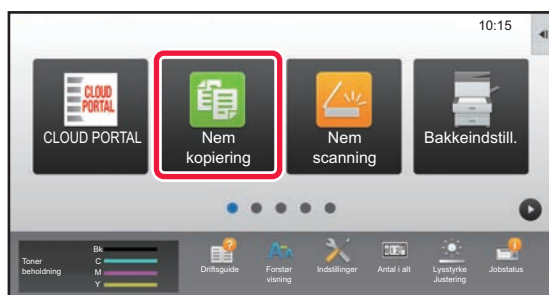 10:15
CLOUD
PORTAL
CLOUD PORTAL
Nem
kopiering
Nem
scanning
Bakkeindstill.
Toner
beholdning
Bk
C
M
Y
Driftsguide
Forstør
visning
Indstillinger
Antal i alt
Lysstyrke
Justering
Jobstatus